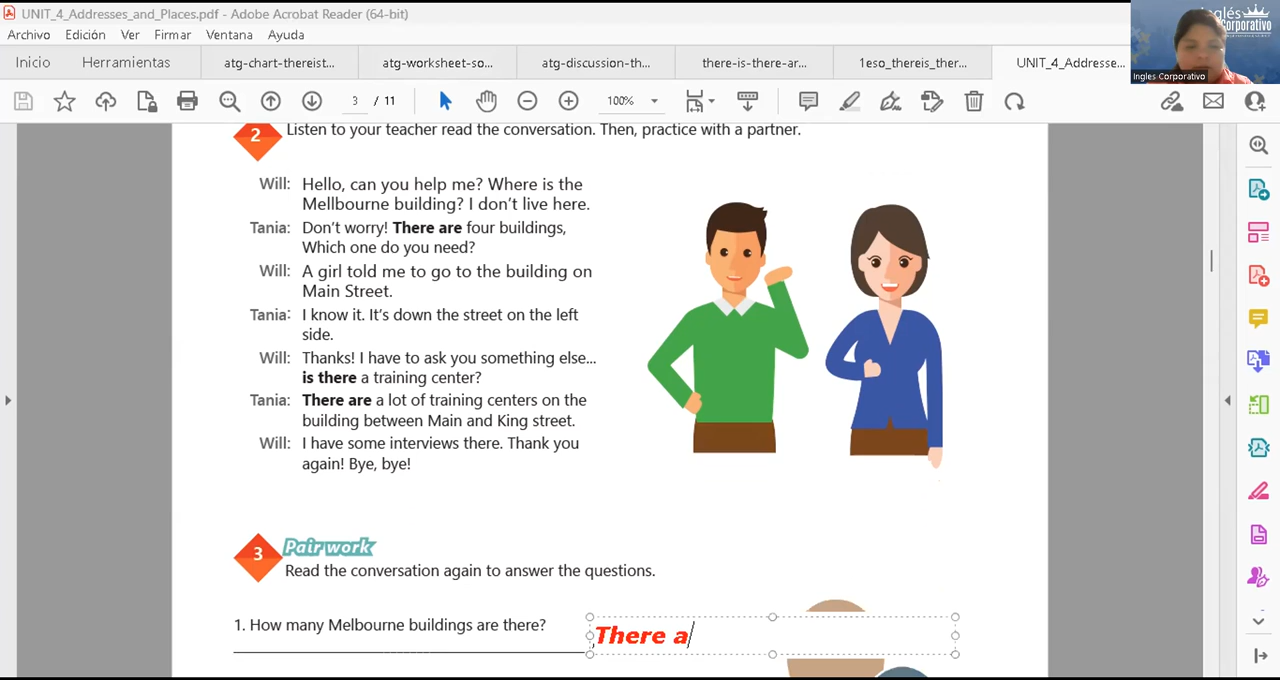 UNIT_4_Addresses_and_Places.pdf - Adobe Acrobat Reader (64-bit)
Archivo Edición Ver Firmar Ventana Ayuda
Inicio Herramientas atg-chart-thereist... atg-worksheet-so... atg-discussion-th... there-is-there-ar... 1eso_thereis_ther... UNIT_4_Addresse...
Inglés Corporativo
Ingles Corporativo
3 / 11 100%
2 Listen to your teacher read the conversation. Then, practice with a partner.
Will: Hello, can you help me? Where is the
Mellbourne building? I don't live here.
Tania: Don't worry! There are four buildings,
Which one do you need?
Will: A girl told me to go to the building on
Main Street.
Tania: I know it. It's down the street on the left
side.
Will: Thanks! I have to ask you something else...
is there a training center?
Tania: There are a lot of training centers on the
building between Main and King street.
Will: I have some interviews there. Thank you
again! Bye, bye!
3 Pair work
Read the conversation again to answer the questions.
1. How many Melbourne buildings are there?
There a